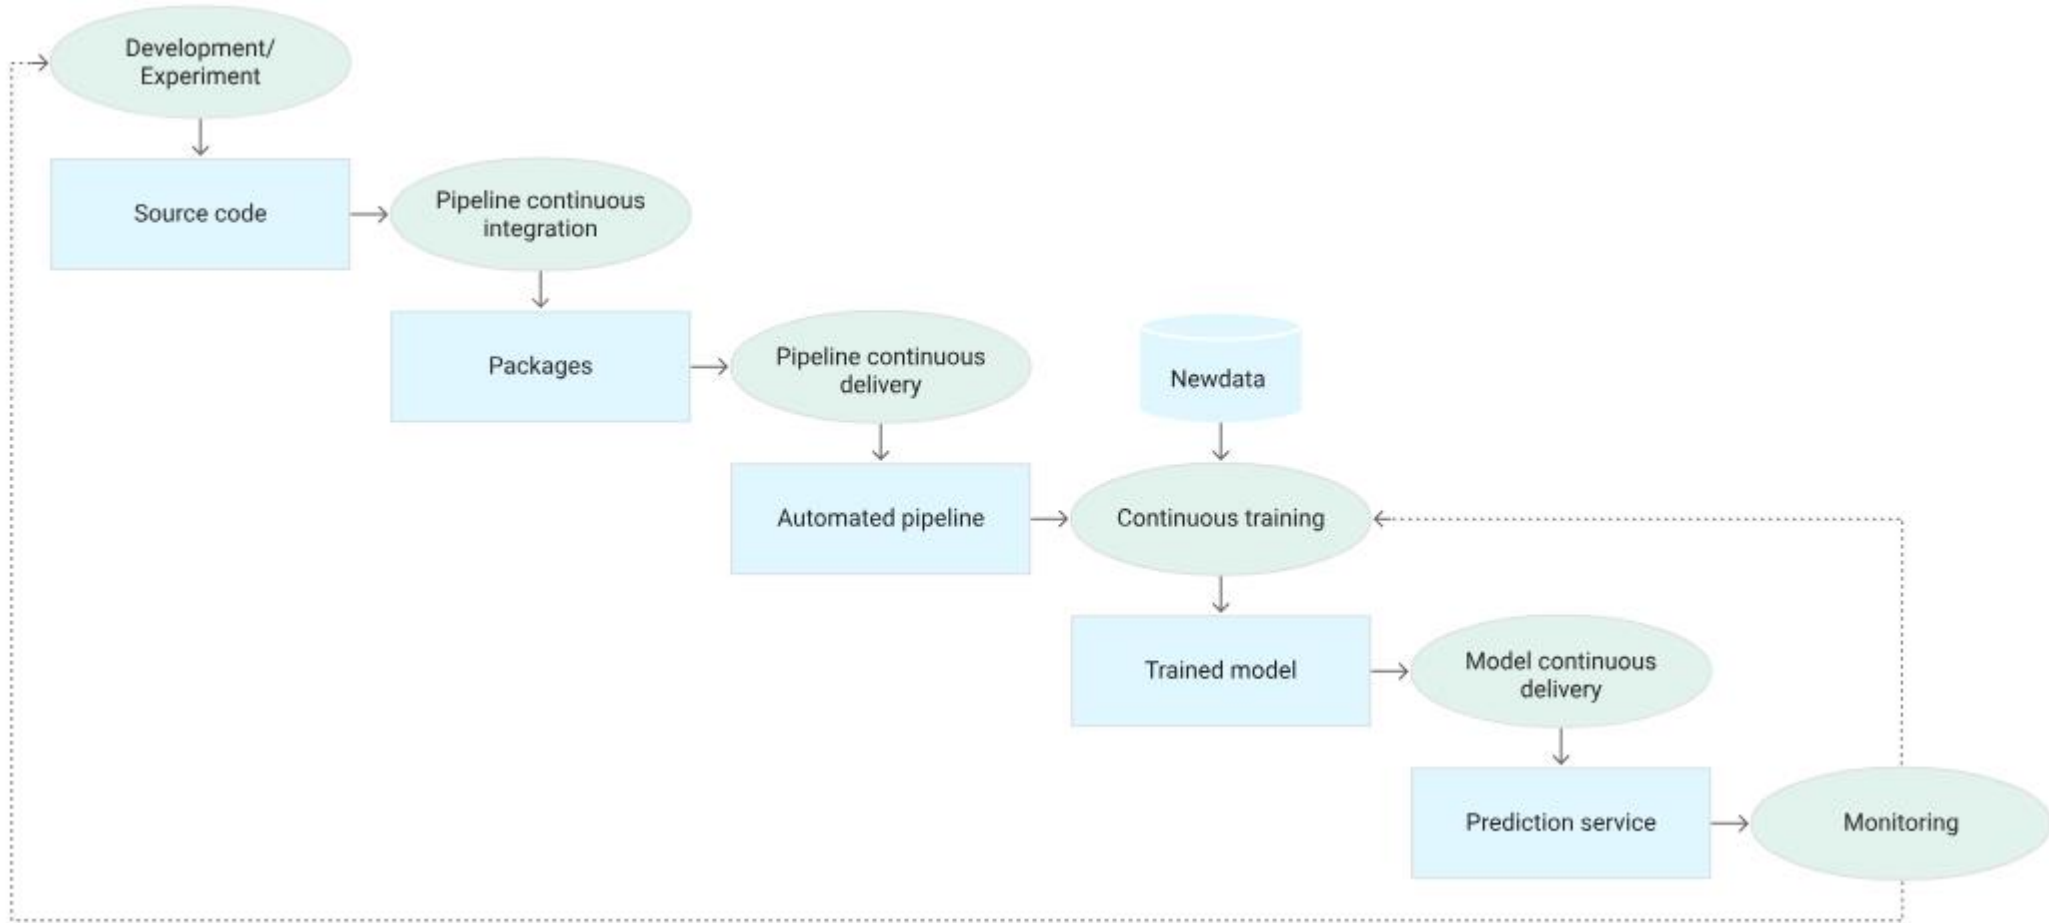 Development/
Experiment
Source code
Pipeline continuous
integration
Packages
Pipeline continuous
delivery
Newdata
Automated pipeline
Continuous training
Trained model
Model continuous
delivery
Prediction service
Monitoring